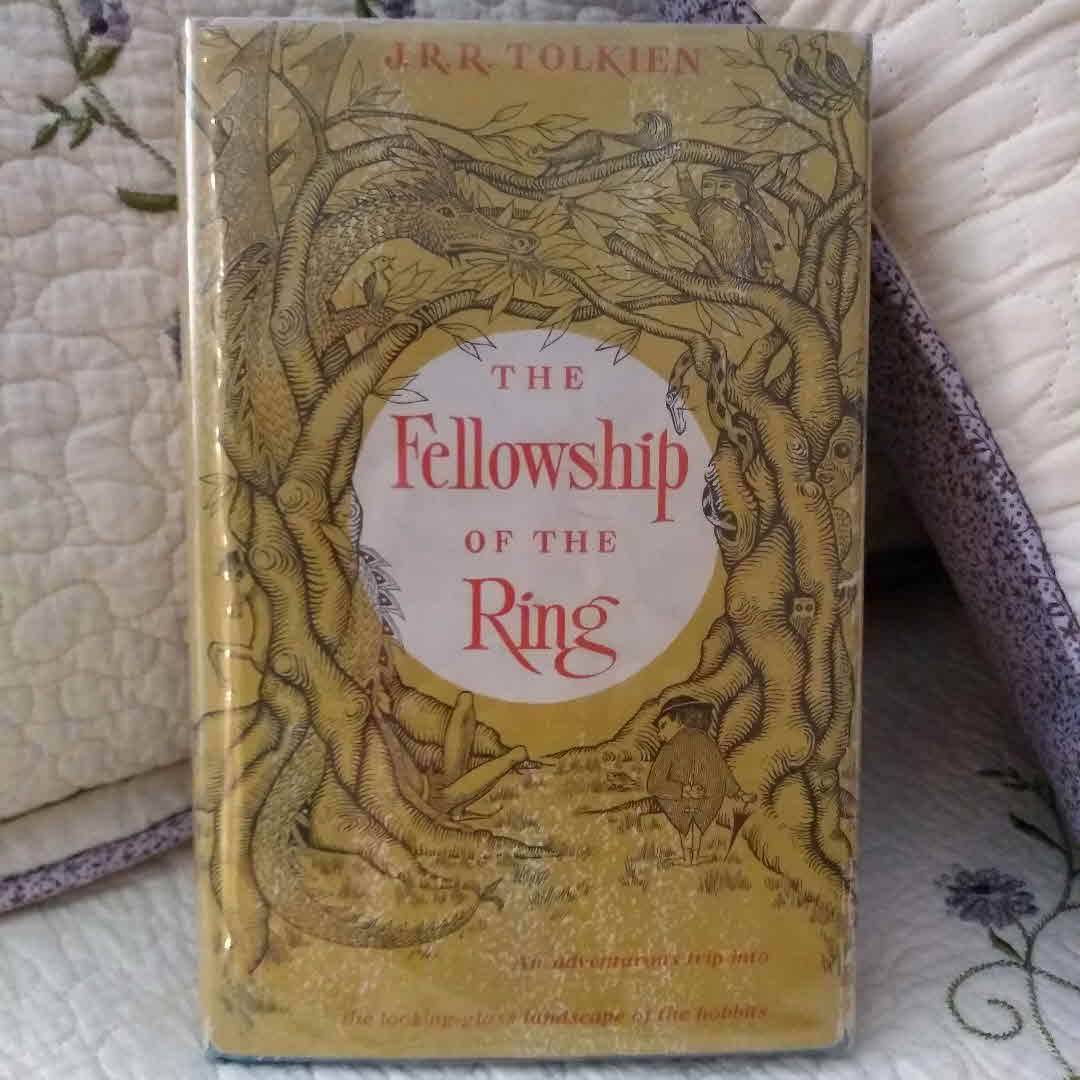 J.R.R. TOLKIEN
THE
Fellowship
OF THE
Ring
An adventurous trip into
the looking-glass landscape of the hobbits